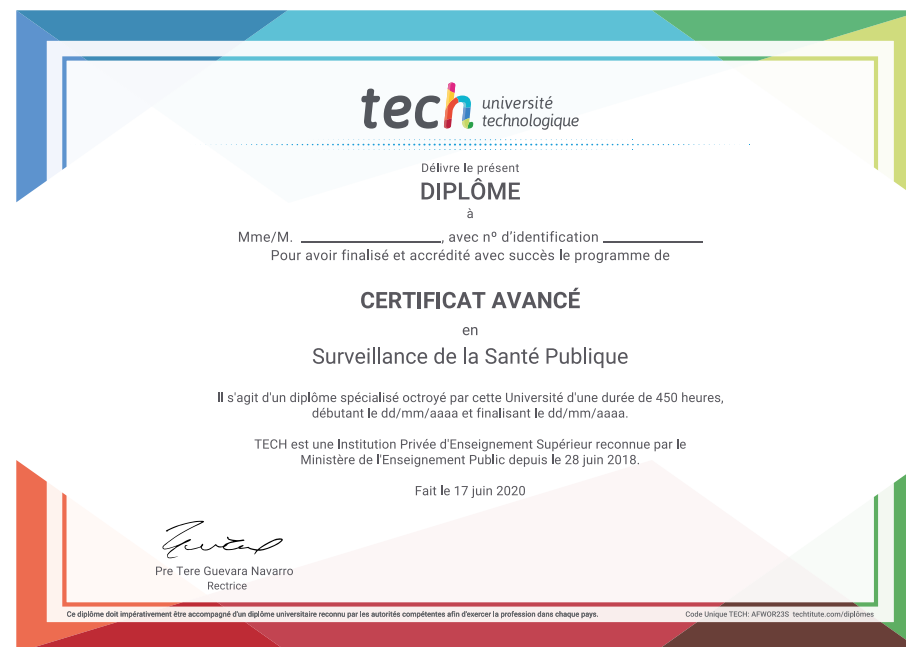 tech université
technologique
Délivre le présent
DIPLÔME
à
Mme/M. ____________________, avec nº d'identification ______________
Pour avoir finalisé et accrédité avec succès le programme de
CERTIFICAT AVANCÉ
en
Surveillance de la Santé Publique
Il s'agit d'un diplôme spécialisé octroyé par cette Université d'une durée de 450 heures,
débutant le dd/mm/aaaa et finalisant le dd/mm/aaaa.
TECH est une Institution Privée d'Enseignement Supérieur reconnue par le
Ministère de l'Enseignement Public depuis le 28 juin 2018.
Fait le 17 juin 2020
Pre Tere Guevara Navarro
Rectrice
Ce diplôme doit impérativement être accompagné d'un diplôme universitaire reconnu par les autorités compétentes afin d'exercer la profession dans chaque pays.
Code Unique TECH: AFWOR23S techtitute.com/diplômes